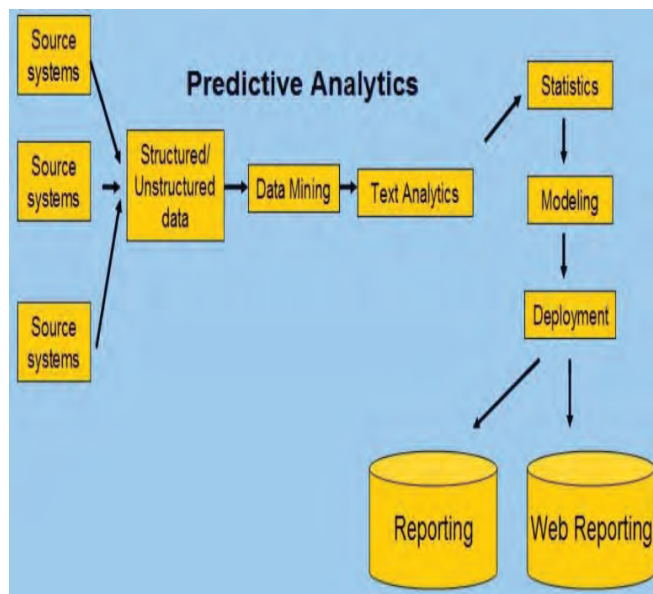 Predictive Analytics
Source
systems
Source
systems
Source
systems
Structured/
Unstructured
data
Data Mining
Text Analytics
Statistics
Modeling
Deployment
Reporting
Web Reporting